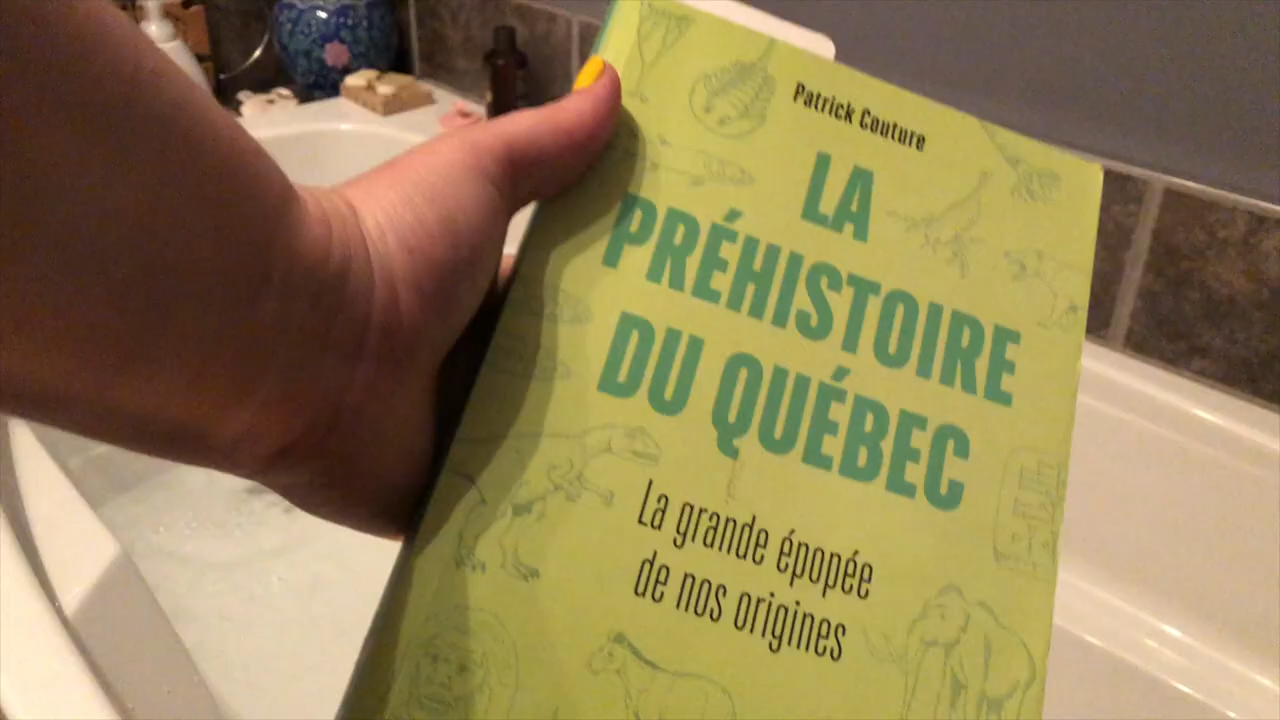 Patrick Couture
LA
PRÉHISTOIRE
DU QUÉBEC
La grande épopée
de nos origines